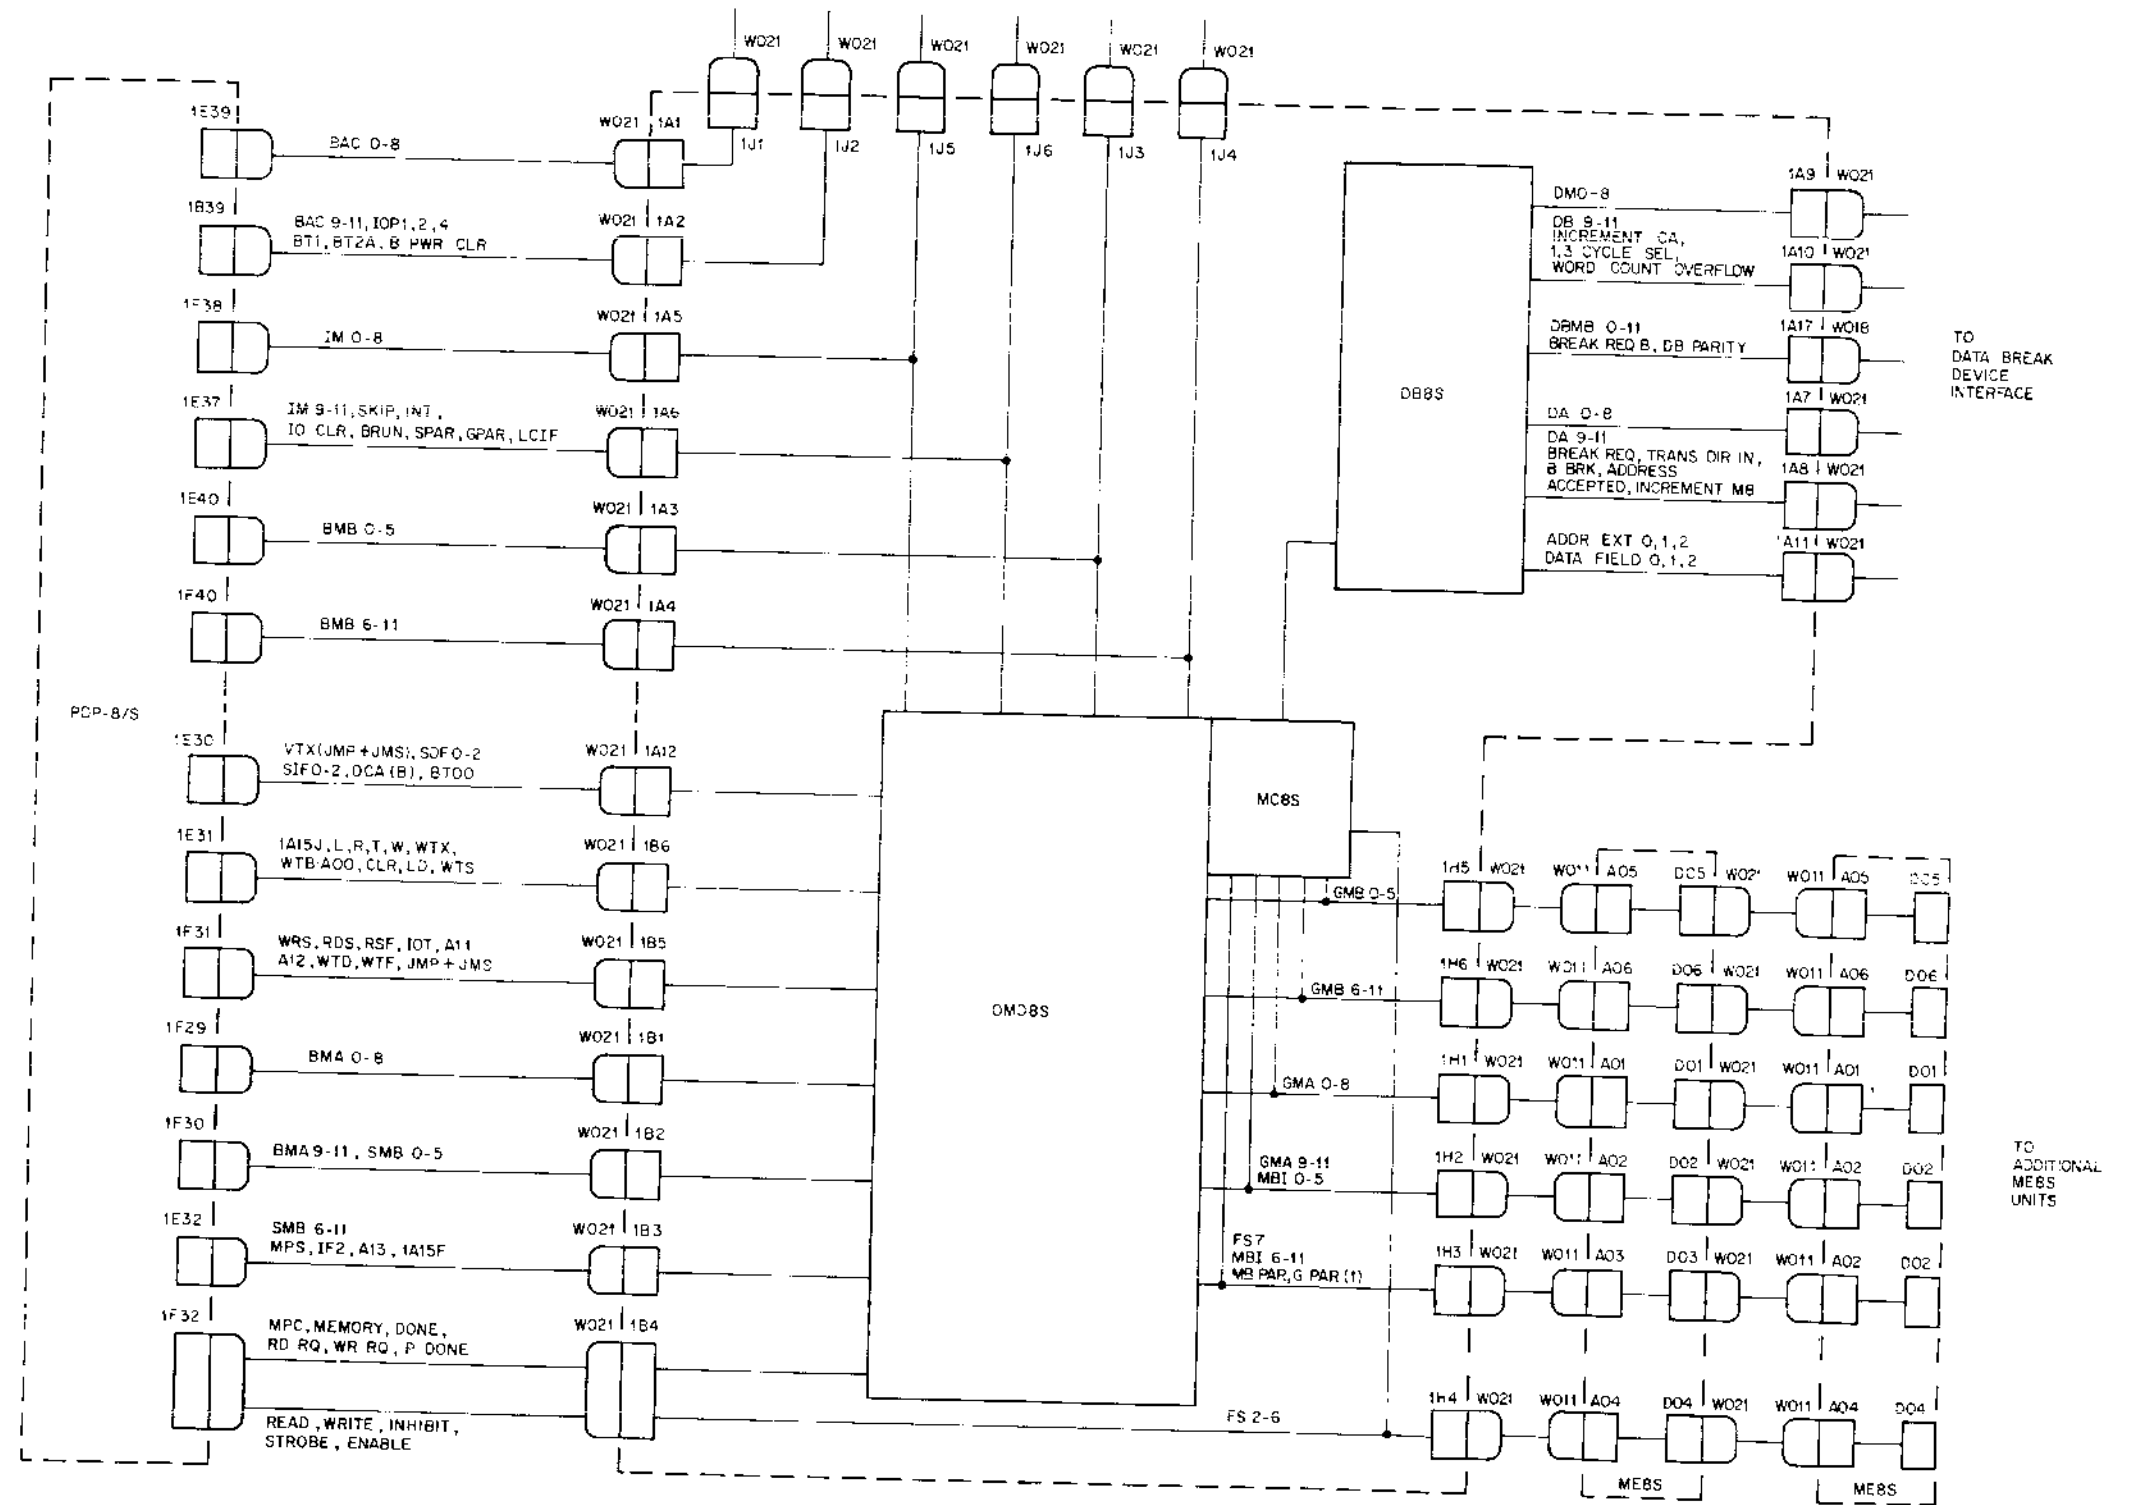 W021 W021 W021 W021 W021 W021
1J1 1J2 1J5 1J6 1J3 1J4
PDP-8/S
1E39 BAC 0-8 W021 1A1
1B39 BAC 9-11, IOP1,2,4 W021 1A2
BT1, BT2A, B PWR CLR
1F38 IM 0-8 W021 1A5
1E37 IM 9-11, SKIP, INT, W021 1A6
IO CLR, BRUN, SPAR, GPAR, LCIF
1E40 BMB 0-5 W021 1A3
1F40 BMB 6-11 W021 1A4
1E30 VTX(JMP+JMS), SDF0-2 W021 1A12
SIF0-2, DCA(B), BT00
1E31 1A15J, L, R, T, W, WTX, W021 1B6
WTB A00, CLR, LD, WTS
1F31 WRS, RDS, RSF, IOT, A11 W021 1B5
A12, WTD, WTF, JMP+JMS
1F29 BMA 0-8 W021 1B1
1F30 BMA 9-11, SMB 0-5 W021 1B2
1E32 SMB 6-11 W021 1B3
MPS, IF2, A13, 1A15F
1F32 MPC, MEMORY, DONE, W021 1B4
RD RQ, WR RQ, P DONE
READ, WRITE, INHIBIT,
STROBE, ENABLE
DB8S
DM0-8 1A9 W021
DB 9-11
INCREMENT CA,
1,3 CYCLE SEL, 1A10 W021
WORD COUNT OVERFLOW
DBMB 0-11 1A17 W018
BREAK REQ B, DB PARITY
DA 0-8 1A7 W021
DA 9-11
BREAK REQ, TRANS DIR IN,
B BRK, ADDRESS 1A8 W021
ACCEPTED, INCREMENT MB
ADDR EXT 0,1,2 1A11 W021
DATA FIELD 0,1,2
TO
DATA BREAK
DEVICE
INTERFACE
MC8S
GMB 0-5 1H5 W021 W011 A05 D05 W021 W011 A05 D05
GMB 6-11 1H6 W021 W011 A06 D06 W021 W011 A06 D06
GMA 0-8 1H1 W021 W011 A01 D01 W021 W011 A01 D01
GMA 9-11 1H2 W021 W011 A02 D02 W021 W011 A02 D02
MBI 0-5
FS7 1H3 W021 W011 A03 D03 W021 W011 A02 D02
MBI 6-11
MB PAR, G PAR (1)
FS 2-6 1H4 W021 W011 A04 D04 W021 W011 A04 D04
ME8S ME8S
TO
ADDITIONAL
ME8S
UNITS